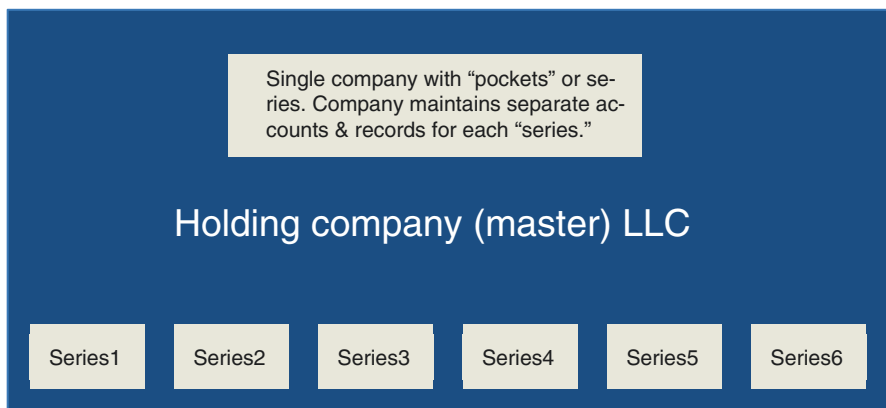 Single company with “pockets” or se-
ries. Company maintains separate ac-
counts & records for each “series.”
Holding company (master) LLC
Series1 Series2 Series3 Series4 Series5 Series6